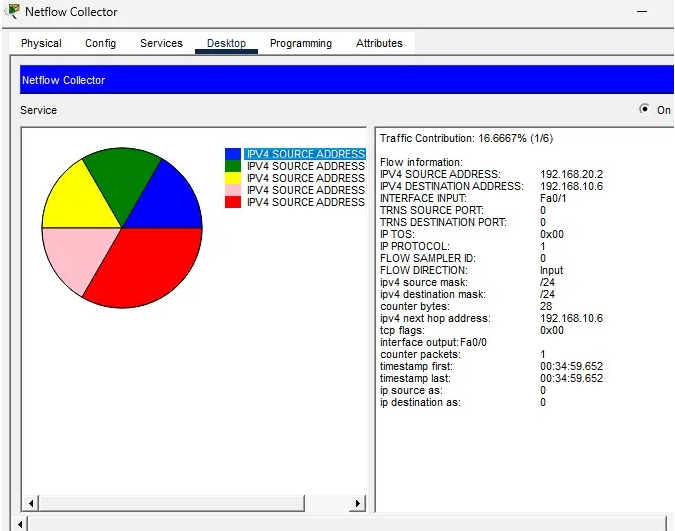 Netflow Collector
Physical Config Services Desktop Programming Attributes
Netflow Collector
Service On
IPV4 SOURCE ADDRESS
IPV4 SOURCE ADDRESS
IPV4 SOURCE ADDRESS
IPV4 SOURCE ADDRESS
IPV4 SOURCE ADDRESS
Traffic Contribution: 16.6667% (1/6)
Flow information:
IPV4 SOURCE ADDRESS: 192.168.20.2
IPV4 DESTINATION ADDRESS: 192.168.10.6
INTERFACE INPUT: Fa0/1
TRNS SOURCE PORT: 0
TRNS DESTINATION PORT: 0
IP TOS: 0x00
IP PROTOCOL: 1
FLOW SAMPLER ID: 0
FLOW DIRECTION: Input
ipv4 source mask: /24
ipv4 destination mask: /24
counter bytes: 28
ipv4 next hop address: 192.168.10.6
tcp flags: 0x00
interface output:Fa0/0
counter packets: 1
timestamp first: 00:34:59.652
timestamp last: 00:34:59.652
ip source as: 0
ip destination as: 0